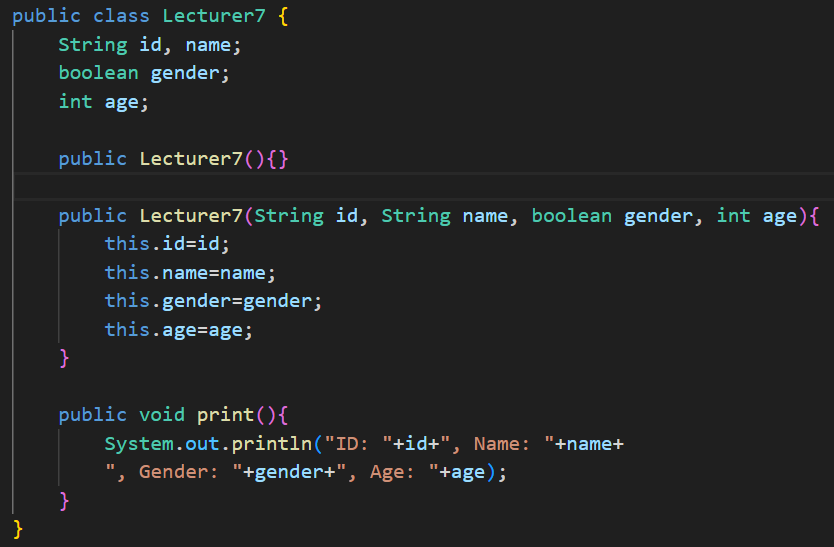 public class Lecturer7 {
    String id, name;
    boolean gender;
    int age;

    public Lecturer7(){}

    public Lecturer7(String id, String name, boolean gender, int age){
        this.id=id;
        this.name=name;
        this.gender=gender;
        this.age=age;
    }

    public void print(){
        System.out.println("ID: "+id+", Name: "+name+
        ", Gender: "+gender+", Age: "+age);
    }
}